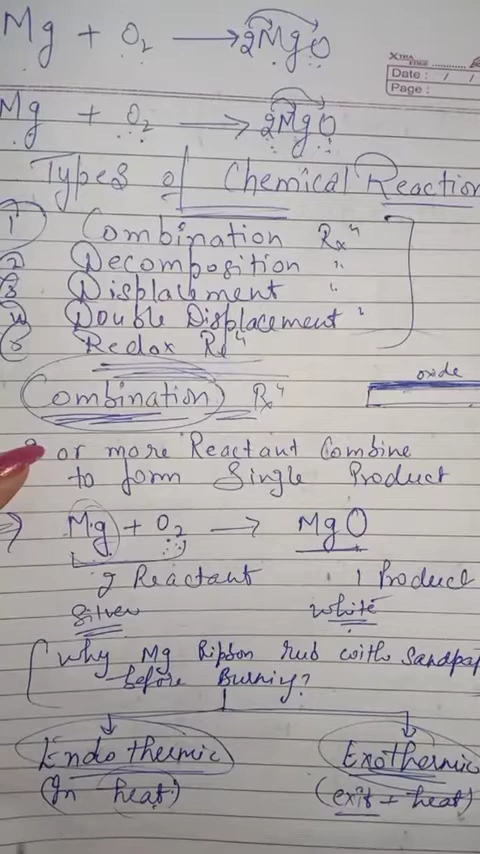 Mg + O2 → 2MgO
Date : / /
Page :
Mg + O2 → 2MgO
Types of Chemical Reaction
1 Combination Rxn
2 Decomposition "
3 Displacement "
4 Double Displacement "
5 Redox Rxn
Combination Rxn
oxide
or more Reactant Combine
to form Single Product
⇒ Mg + O2 → MgO
2 Reactant 1 Product
Silver white
Why Mg Ribbon rub with Sandpap
before Burning?
Endothermic Exothermic
(In heat) (exit + heat)